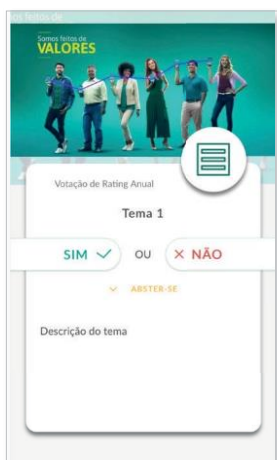 Somos feitos de
VALORES
Votação de Rating Anual
Tema 1
SIM OU NÃO
ABSTER-SE
Descrição do tema